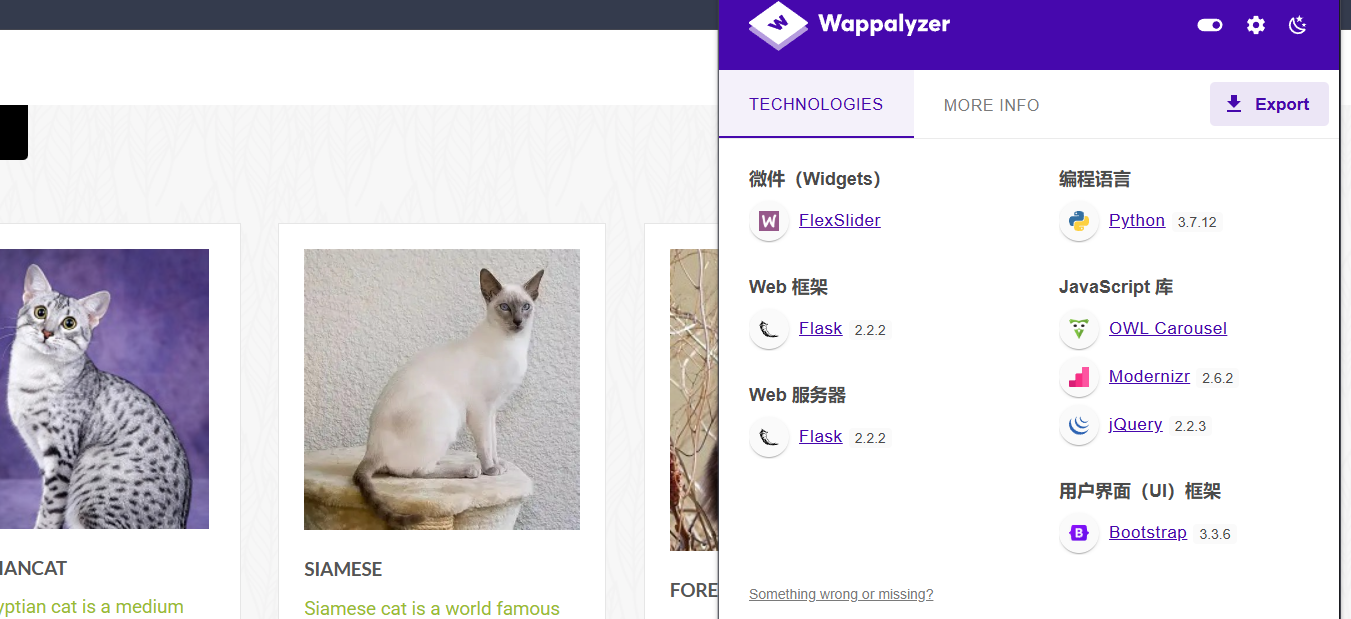 Wappalyzer
TECHNOLOGIES
MORE INFO
Export
微件（Widgets）
FlexSlider
Web 框架
Flask 2.2.2
Web 服务器
Flask 2.2.2
编程语言
Python 3.7.12
JavaScript 库
OWL Carousel
Modernizr 2.6.2
jQuery 2.2.3
用户界面（UI）框架
Bootstrap 3.3.6
Something wrong or missing?
IANCAT
yptian cat is a medium
SIAMESE
Siamese cat is a world famous
FORE